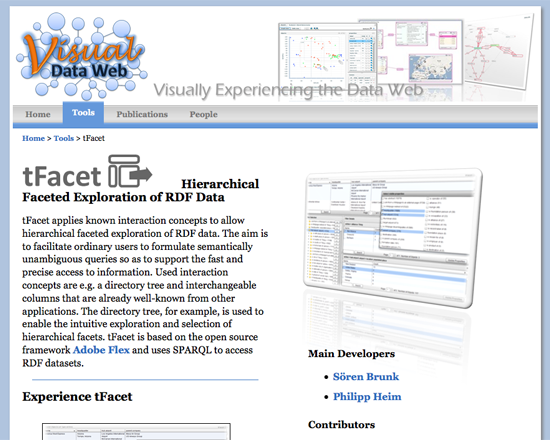 Visual
Data Web
Visually Experiencing the Data Web
Home Tools Publications People
Home > Tools > tFacet
tFacet Hierarchical
Faceted Exploration of RDF Data
tFacet applies known interaction concepts to allow
hierarchical faceted exploration of RDF data. The aim is
to facilitate ordinary users to formulate semantically
unambiguous queries so as to support the fast and
precise access to information. Used interaction
concepts are e.g. a directory tree and interchangeable
columns that are already well-known from other
applications. The directory tree, for example, is used to
enable the intuitive exploration and selection of
hierarchical facets. tFacet is based on the open source
framework Adobe Flex and uses SPARQL to access
RDF datasets.
Experience tFacet
Main Developers
Sören Brunk
Philipp Heim
Contributors